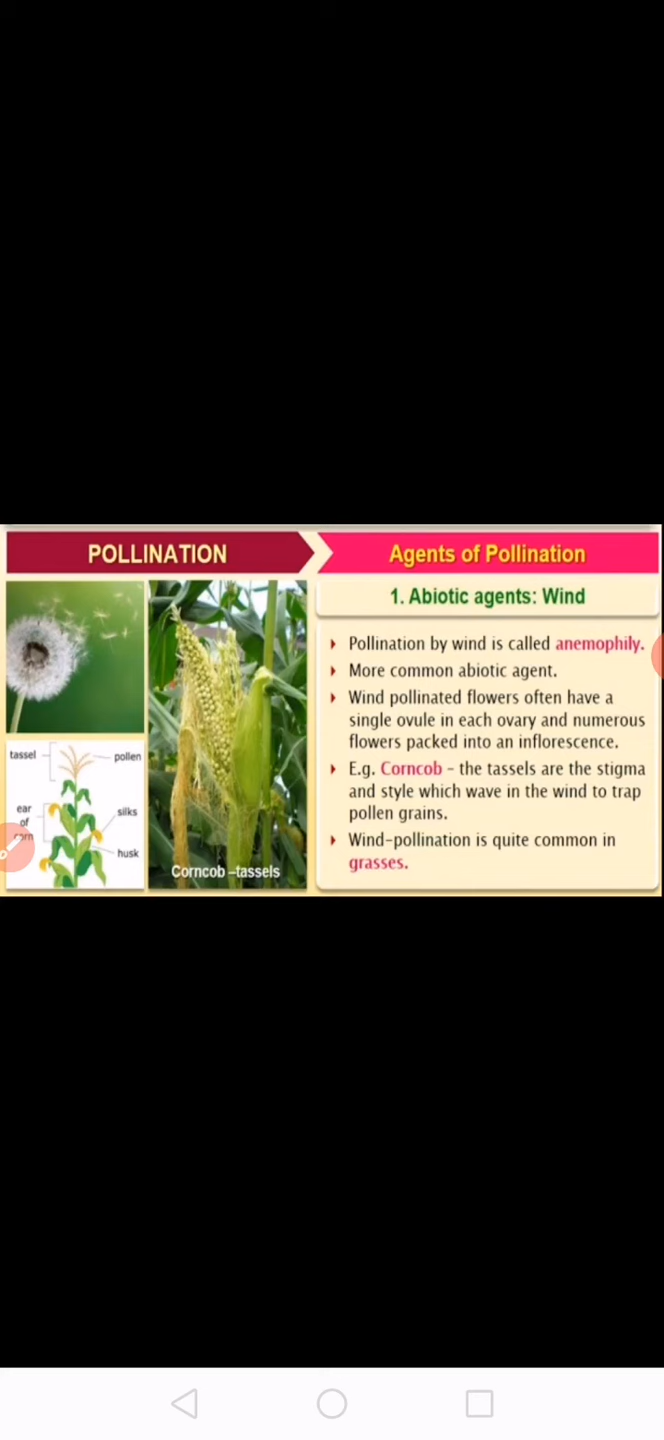 POLLINATION
Agents of Pollination
1. Abiotic agents: Wind
Pollination by wind is called anemophily.
More common abiotic agent.
Wind pollinated flowers often have a
single ovule in each ovary and numerous
flowers packed into an inflorescence.
E.g. Corncob – the tassels are the stigma
and style which wave in the wind to trap
pollen grains.
Wind-pollination is quite common in
grasses.
tassel
pollen
ear
of
corn
silks
husk
Corncob –tassels